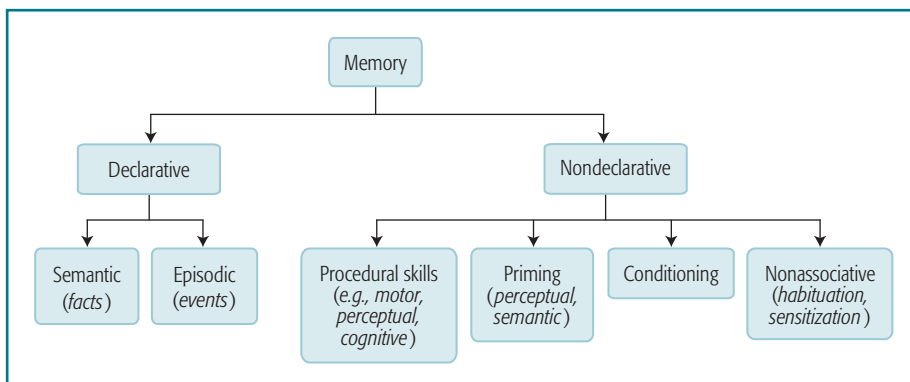 Memory
Declarative
Nondeclarative
Semantic
(facts)
Episodic
(events)
Procedural skills
(e.g., motor,
perceptual,
cognitive)
Priming
(perceptual,
semantic)
Conditioning
Nonassociative
(habituation,
sensitization)